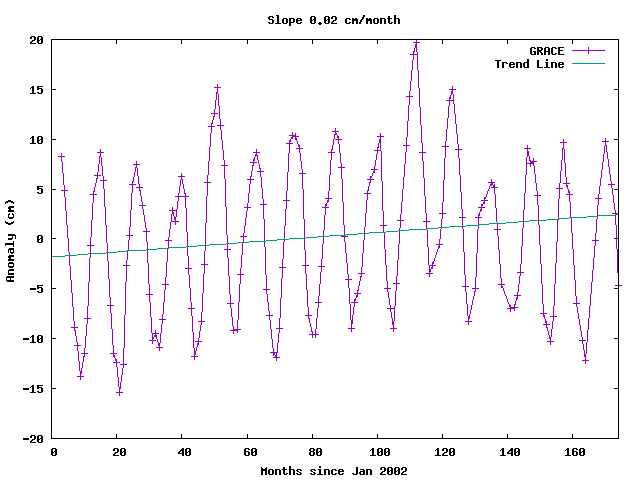 Slope 0.02 cm/month
GRACE
Trend Line
20
15
10
5
0
-5
-10
-15
-20
Anomaly (cm)
0 20 40 60 80 100 120 140 160
Months since Jan 2002